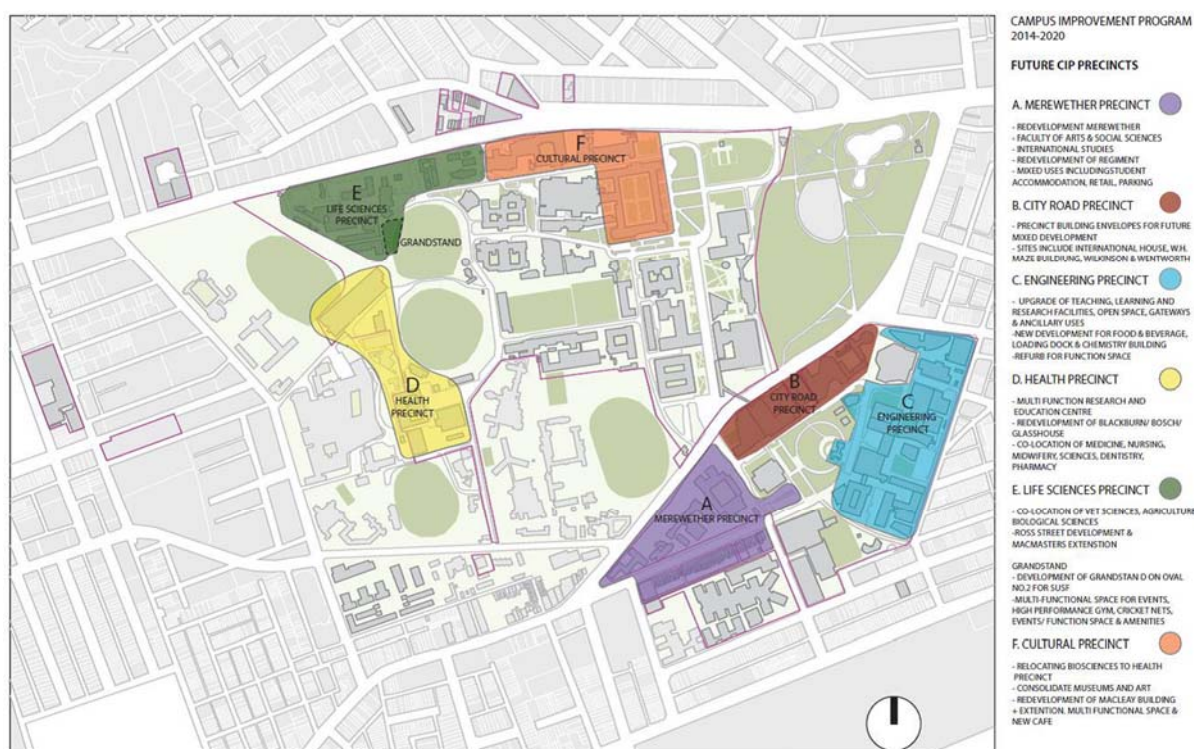 CAMPUS IMPROVEMENT PROGRAM
2014-2020
FUTURE CIP PRECINCTS
A. MEREWETHER PRECINCT
- REDEVELOPMENT MEREWETHER
- FACULTY OF ARTS & SOCIAL SCIENCES
- INTERNATIONAL STUDIES
- REDEVELOPMENT OF REGIMENT
- MIXED USES INCLUDINGSTUDENT
ACCOMMODATION, RETAIL, PARKING
B. CITY ROAD PRECINCT
- PRECINCT BUILDING ENVELOPES FOR FUTURE
MIXED DEVELOPMENT
- SITES INCLUDE INTERNATIONAL HOUSE, W.H.
MAZE BUILDIUNG, WILKINSON & WENTWORTH
C. ENGINEERING PRECINCT
- UPGRADE OF TEACHING, LEARNING AND
RESEARCH FACILITIES, OPEN SPACE, GATEWAYS
& ANCILLARY USES
-NEW DEVELOPMENT FOR FOOD & BEVERAGE,
LOADING DOCK & CHEMISTRY BUILDING
-REFURB FOR FUNCTION SPACE
D. HEALTH PRECINCT
- MULTI FUNCTION RESEARCH AND
EDUCATION CENTRE
- REDEVELOPMENT OF BLACKBURN/ BOSCH/
GLASSHOUSE
- CO-LOCATION OF MEDICINE, NURSING,
MIDWIFERY, SCIENCES, DENTISTRY,
PHARMACY
E. LIFE SCIENCES PRECINCT
- CO-LOCATION OF VET SCIENCES, AGRICULTURE
BIOLOGICAL SCIENCES
-ROSS STREET DEVELOPMENT &
MACMASTERS EXTENSTION
GRANDSTAND
- DEVELOPMENT OF GRANDSTAN D ON OVAL
NO.2 FOR SUSF
-MULTI-FUNCTIONAL SPACE FOR EVENTS,
HIGH PERFORMANCE GYM, CRICKET NETS,
EVENTS/ FUNCTION SPACE & AMENITIES
F. CULTURAL PRECINCT
- RELOCATING BIOSCIENCES TO HEALTH
PRECINCT
- CONSOLIDATE MUSEUMS AND ART
- REDEVELOPMENT OF MACLEAY BUILDING
+ EXTENTION. MULTI FUNCTIONAL SPACE &
NEW CAFE
F
CULTURAL PRECINCT
E
LIFE SCIENCES
PRECINCT
GRANDSTAND
D
HEALTH
PRECINCT
B
CITY ROAD
PRECINCT
C
ENGINEERING
PRECINCT
A
MEREWETHER PRECINCT